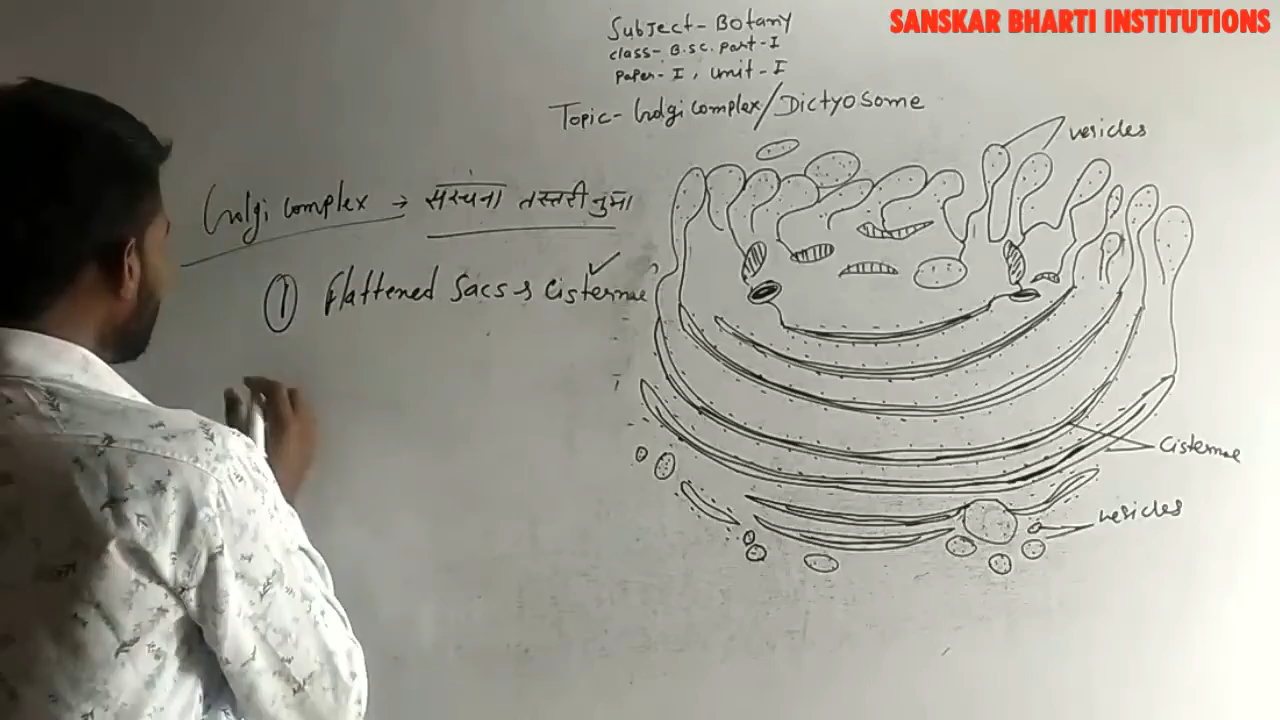 SANSKAR BHARTI INSTITUTIONS
Subject- Botany
class- B.sc. part-I
paper- I, unit-I
Topic- Golgi complex/Dictyosome
vesicles
Golgi complex → संरचना तस्तरीनुमा
① flattened sacs → cisternae
cisternae
vesicles